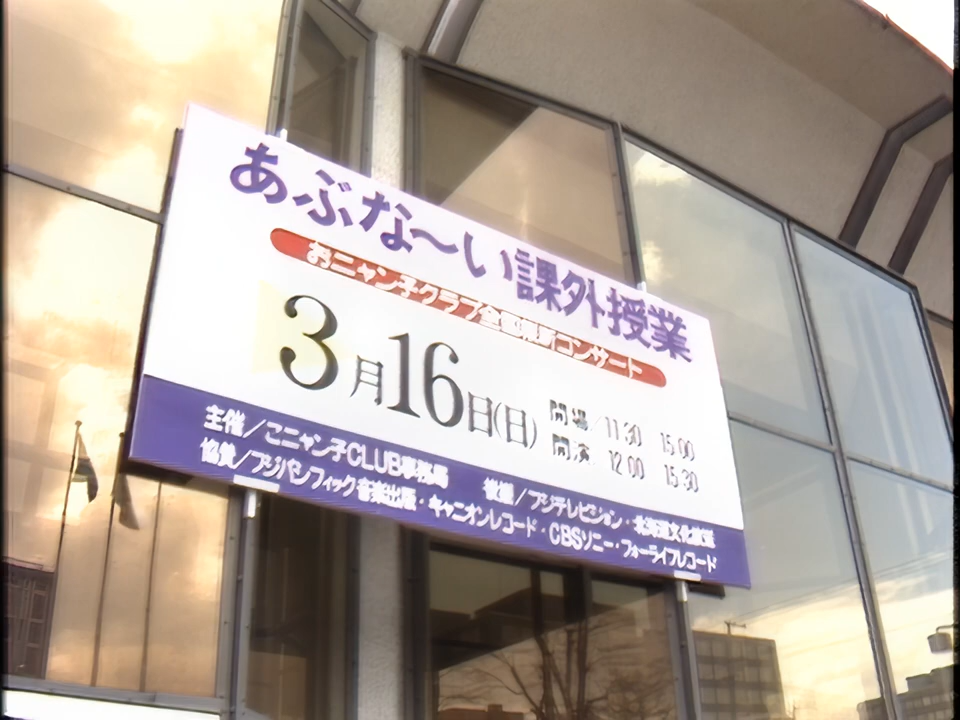 あぶな〜い課外授業
おニャン子クラブ全国縦断コンサート
3月16日(日)
開場/11:30 15:00
開演 12:00 15:30
主催/こニャン子CLUB事務局 後援/フジテレビジョン・北海道文化放送
協賛/フジパシフィック音楽出版・キャニオンレコード・CBSソニー・フォーライフレコード